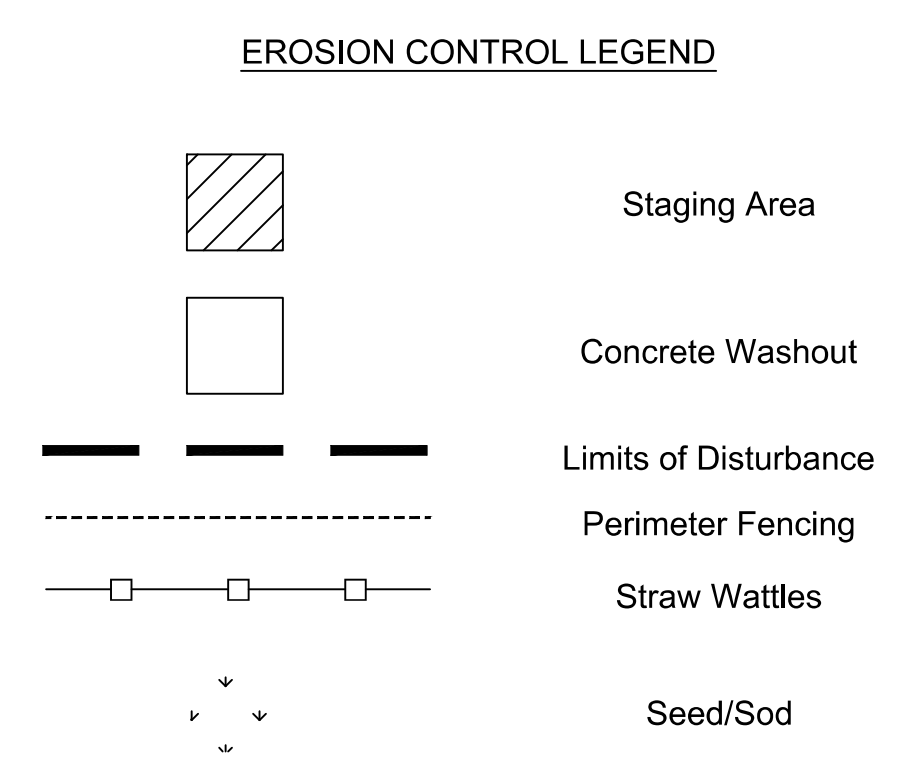 EROSION CONTROL LEGEND
Staging Area
Concrete Washout
Limits of Disturbance
Perimeter Fencing
Straw Wattles
Seed/Sod